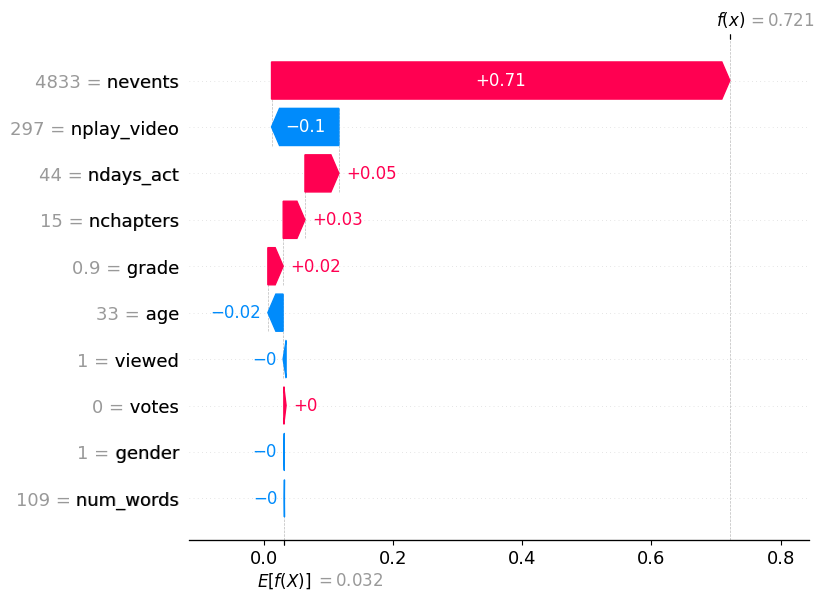 f(x) = 0.721
4833 = nevents +0.71
297 = nplay_video −0.1
44 = ndays_act +0.05
15 = nchapters +0.03
0.9 = grade +0.02
33 = age −0.02
1 = viewed −0
0 = votes +0
1 = gender −0
109 = num_words −0
0.0 0.2 0.4 0.6 0.8
E[f(X)] = 0.032